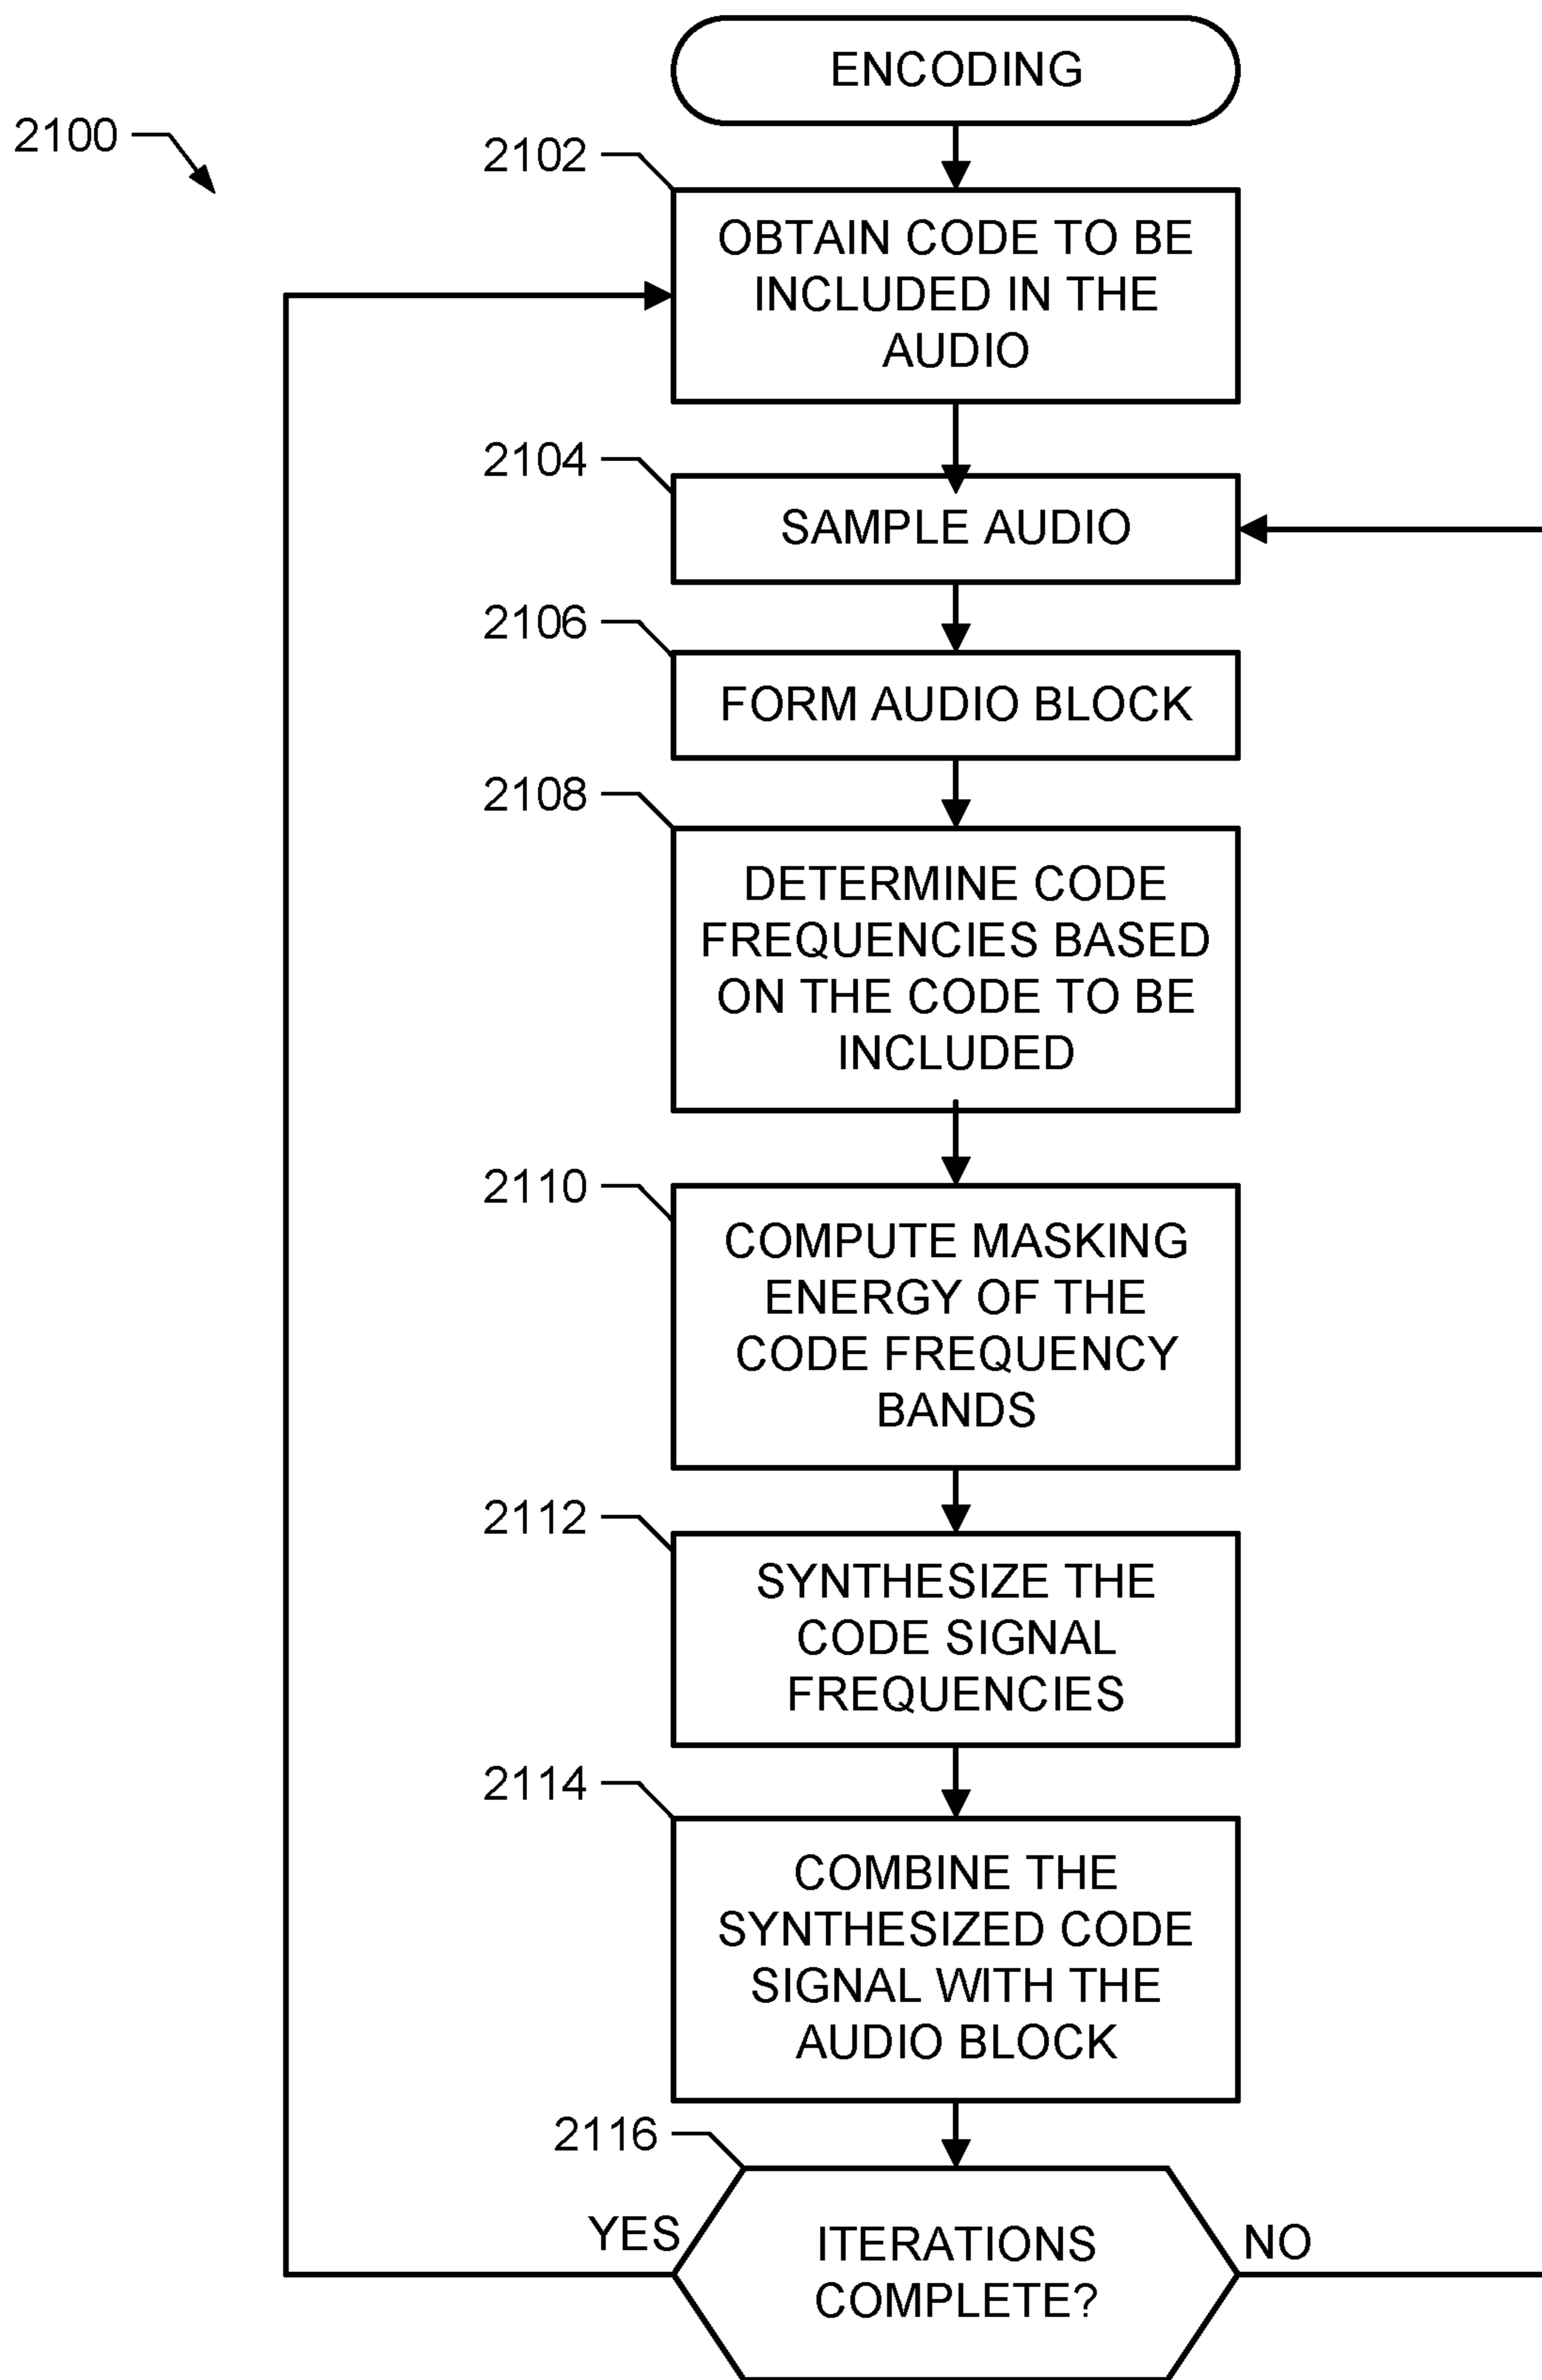 ENCODING
2100
2102
OBTAIN CODE TO BE
INCLUDED IN THE
AUDIO
2104
SAMPLE AUDIO
2106
FORM AUDIO BLOCK
2108
DETERMINE CODE
FREQUENCIES BASED
ON THE CODE TO BE
INCLUDED
2110
COMPUTE MASKING
ENERGY OF THE
CODE FREQUENCY
BANDS
2112
SYNTHESIZE THE
CODE SIGNAL
FREQUENCIES
2114
COMBINE THE
SYNTHESIZED CODE
SIGNAL WITH THE
AUDIO BLOCK
2116
YES
ITERATIONS
COMPLETE?
NO